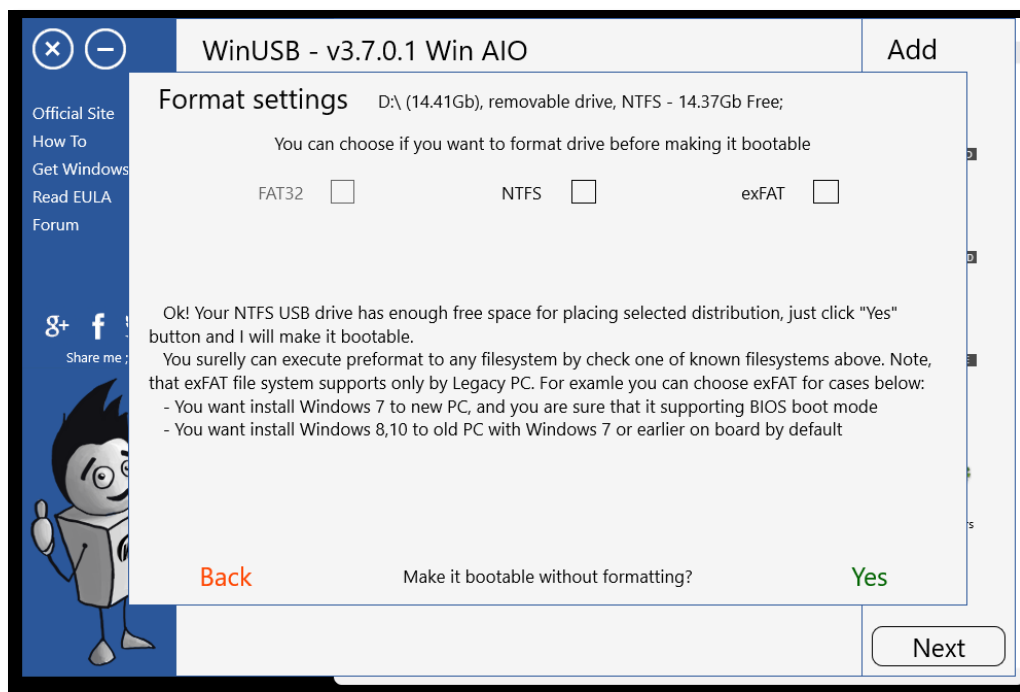 WinUSB - v3.7.0.1 Win AIO
Add
Official Site
How To
Get Windows
Read EULA
Forum
g+ f
Share me ;
Format settings
D:\ (14.41Gb), removable drive, NTFS - 14.37Gb Free;
You can choose if you want to format drive before making it bootable
FAT32
NTFS
exFAT
Ok! Your NTFS USB drive has enough free space for placing selected distribution, just click "Yes"
button and I will make it bootable.
You surelly can execute preformat to any filesystem by check one of known filesystems above. Note,
that exFAT file system supports only by Legacy PC. For examle you can choose exFAT for cases below:
- You want install Windows 7 to new PC, and you are sure that it supporting BIOS boot mode
- You want install Windows 8,10 to old PC with Windows 7 or earlier on board by default
Back
Make it bootable without formatting?
Yes
Next